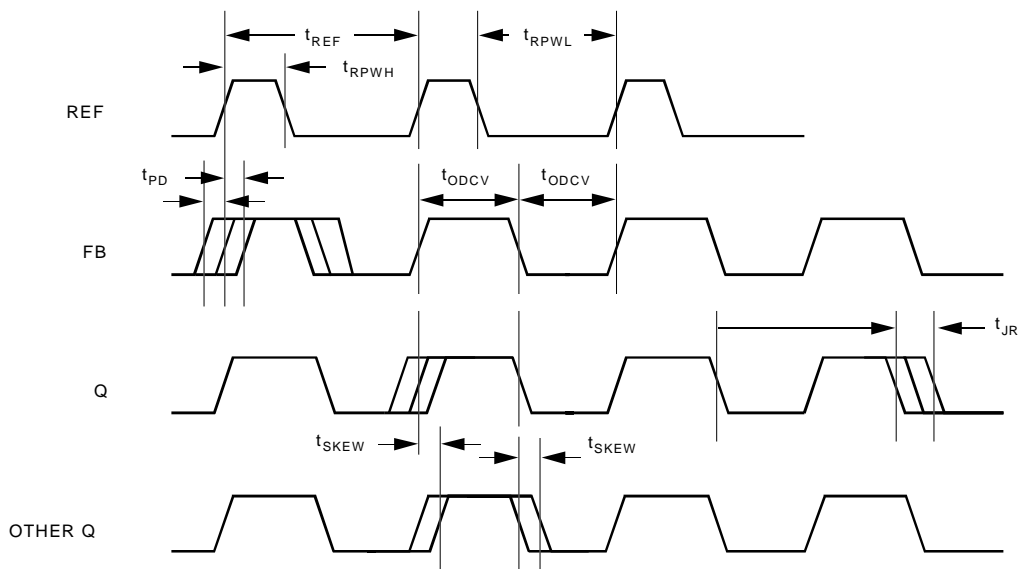 tREF
tRPWL
tRPWH
REF
tPD
tODCV
tODCV
FB
tJR
Q
tSKEW
tSKEW
OTHER Q